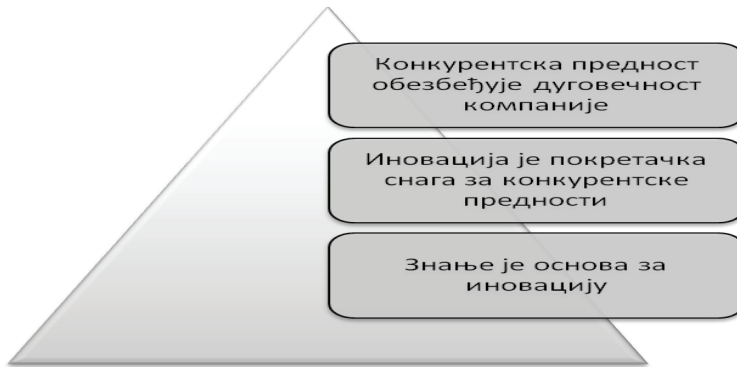 Конкурентска предност
обезбеђује дуговечност
компаније
Иновација је покретачка
снага за конкурентске
предности
Знање је основа за
иновацију